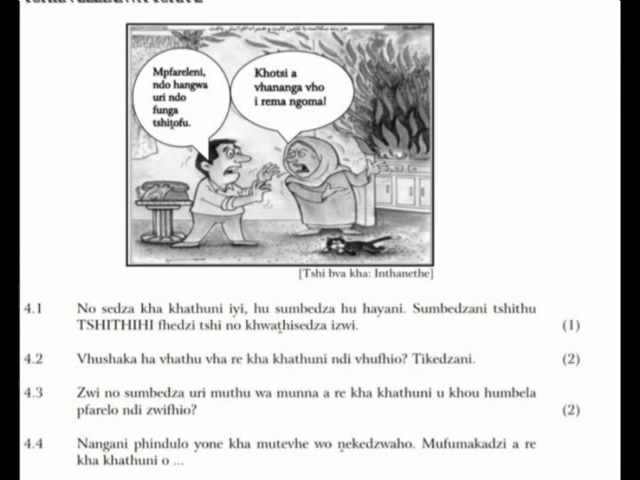 Mpfareleni,
ndo hangwa
uri ndo
funga
tshiṱofu.
Khotsi a
vhananga vho
i rema ngoma!
[Tshi bva kha: Inthanethe]
4.1 No sedza kha khathuni iyi, hu sumbedza hu hayani. Sumbedzani tshithu
TSHITHIHI fhedzi tshi no khwaṱhisedza izwi. (1)
4.2 Vhushaka ha vhathu vha re kha khathuni ndi vhufhio? Tikedzani. (2)
4.3 Zwi no sumbedza uri muthu wa munna a re kha khathuni u khou humbela
pfarelo ndi zwifhio? (2)
4.4 Nangani phindulo yone kha mutevhe wo ṋekedzwaho. Mufumakadzi a re
kha khathuni o ...